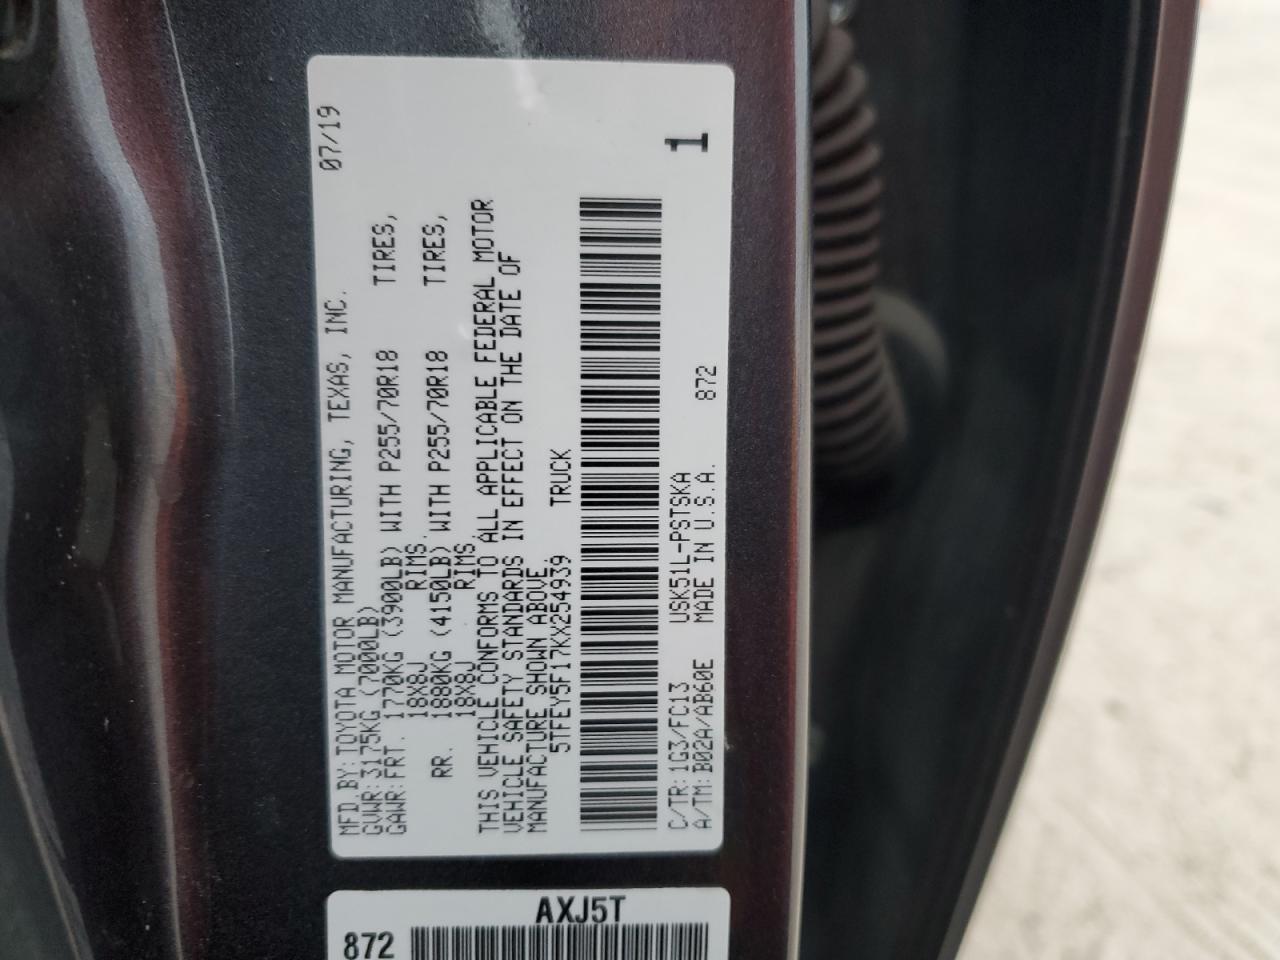 07/19
MFD.BY:TOYOTA MOTOR MANUFACTURING, TEXAS, INC.
GVWR:3175KG (7000LB)
GAWR:FRT. 1770KG (3900LB) WITH P255/70R18 TIRES,
18X8J RIMS,
RR. 1880KG (4150LB) WITH P255/70R18 TIRES,
18X8J RIMS,
THIS VEHICLE CONFORMS TO ALL APPLICABLE FEDERAL MOTOR
VEHICLE SAFETY STANDARDS IN EFFECT ON THE DATE OF
MANUFACTURE SHOWN ABOVE.
5TFEY5F17KX254939 TRUCK
1
C/TR:1G3/FC13 USK51L-PSTSKA 872
A/TM:B02A/AB60E MADE IN U.S.A.
AXJ5T
872